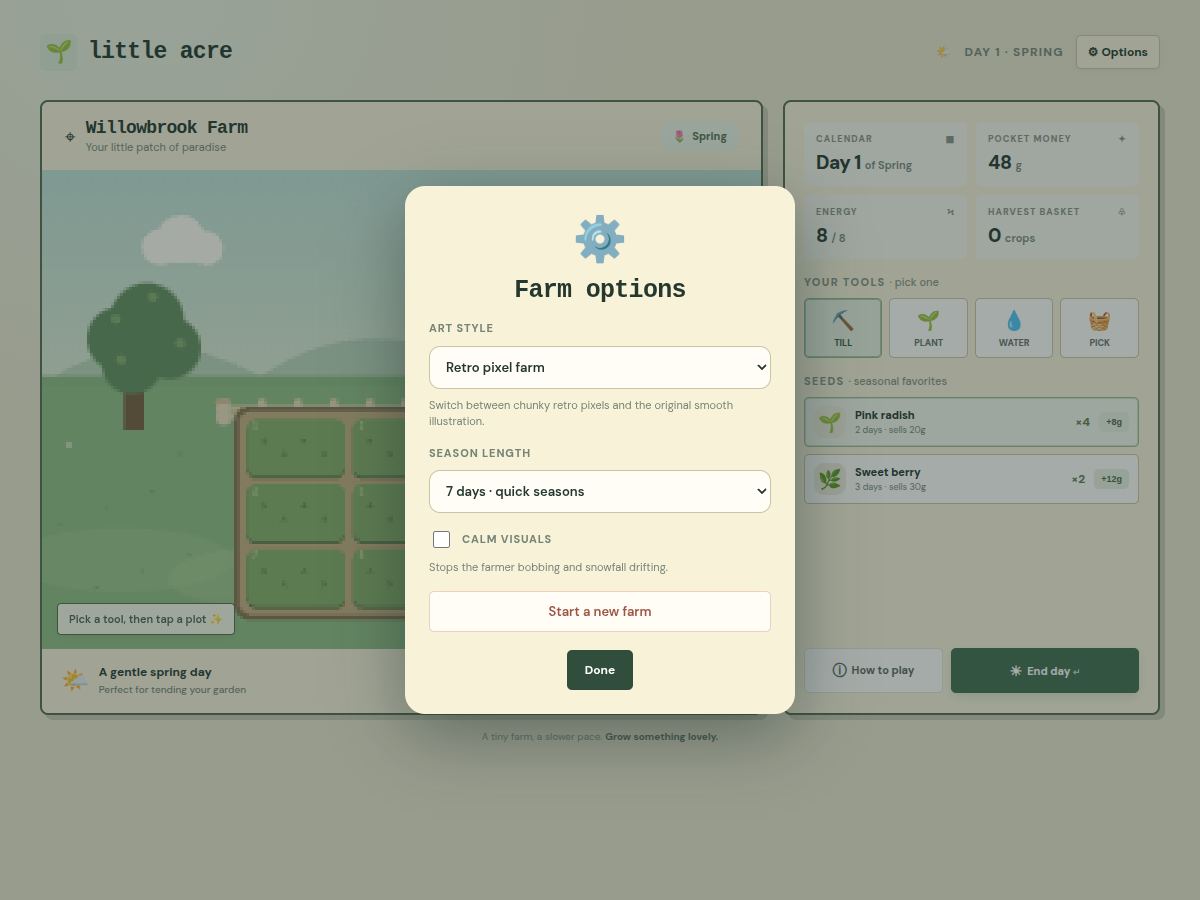 little acre
DAY 1 · SPRING
Options
Willowbrook Farm
Your little patch of paradise
Spring
Pick a tool, then tap a plot
A gentle spring day
Perfect for tending your garden
Farm options
ART STYLE
Retro pixel farm
Switch between chunky retro pixels and the original smooth
illustration.
SEASON LENGTH
7 days · quick seasons
CALM VISUALS
Stops the farmer bobbing and snowfall drifting.
Start a new farm
Done
CALENDAR
Day 1 of Spring
POCKET MONEY
48 g
ENERGY
8 / 8
HARVEST BASKET
0 crops
YOUR TOOLS · pick one
TILL
PLANT
WATER
PICK
SEEDS · seasonal favorites
Pink radish
2 days · sells 20g
×4
+8g
Sweet berry
3 days · sells 30g
×2
+12g
How to play
End day ↵
A tiny farm, a slower pace. Grow something lovely.